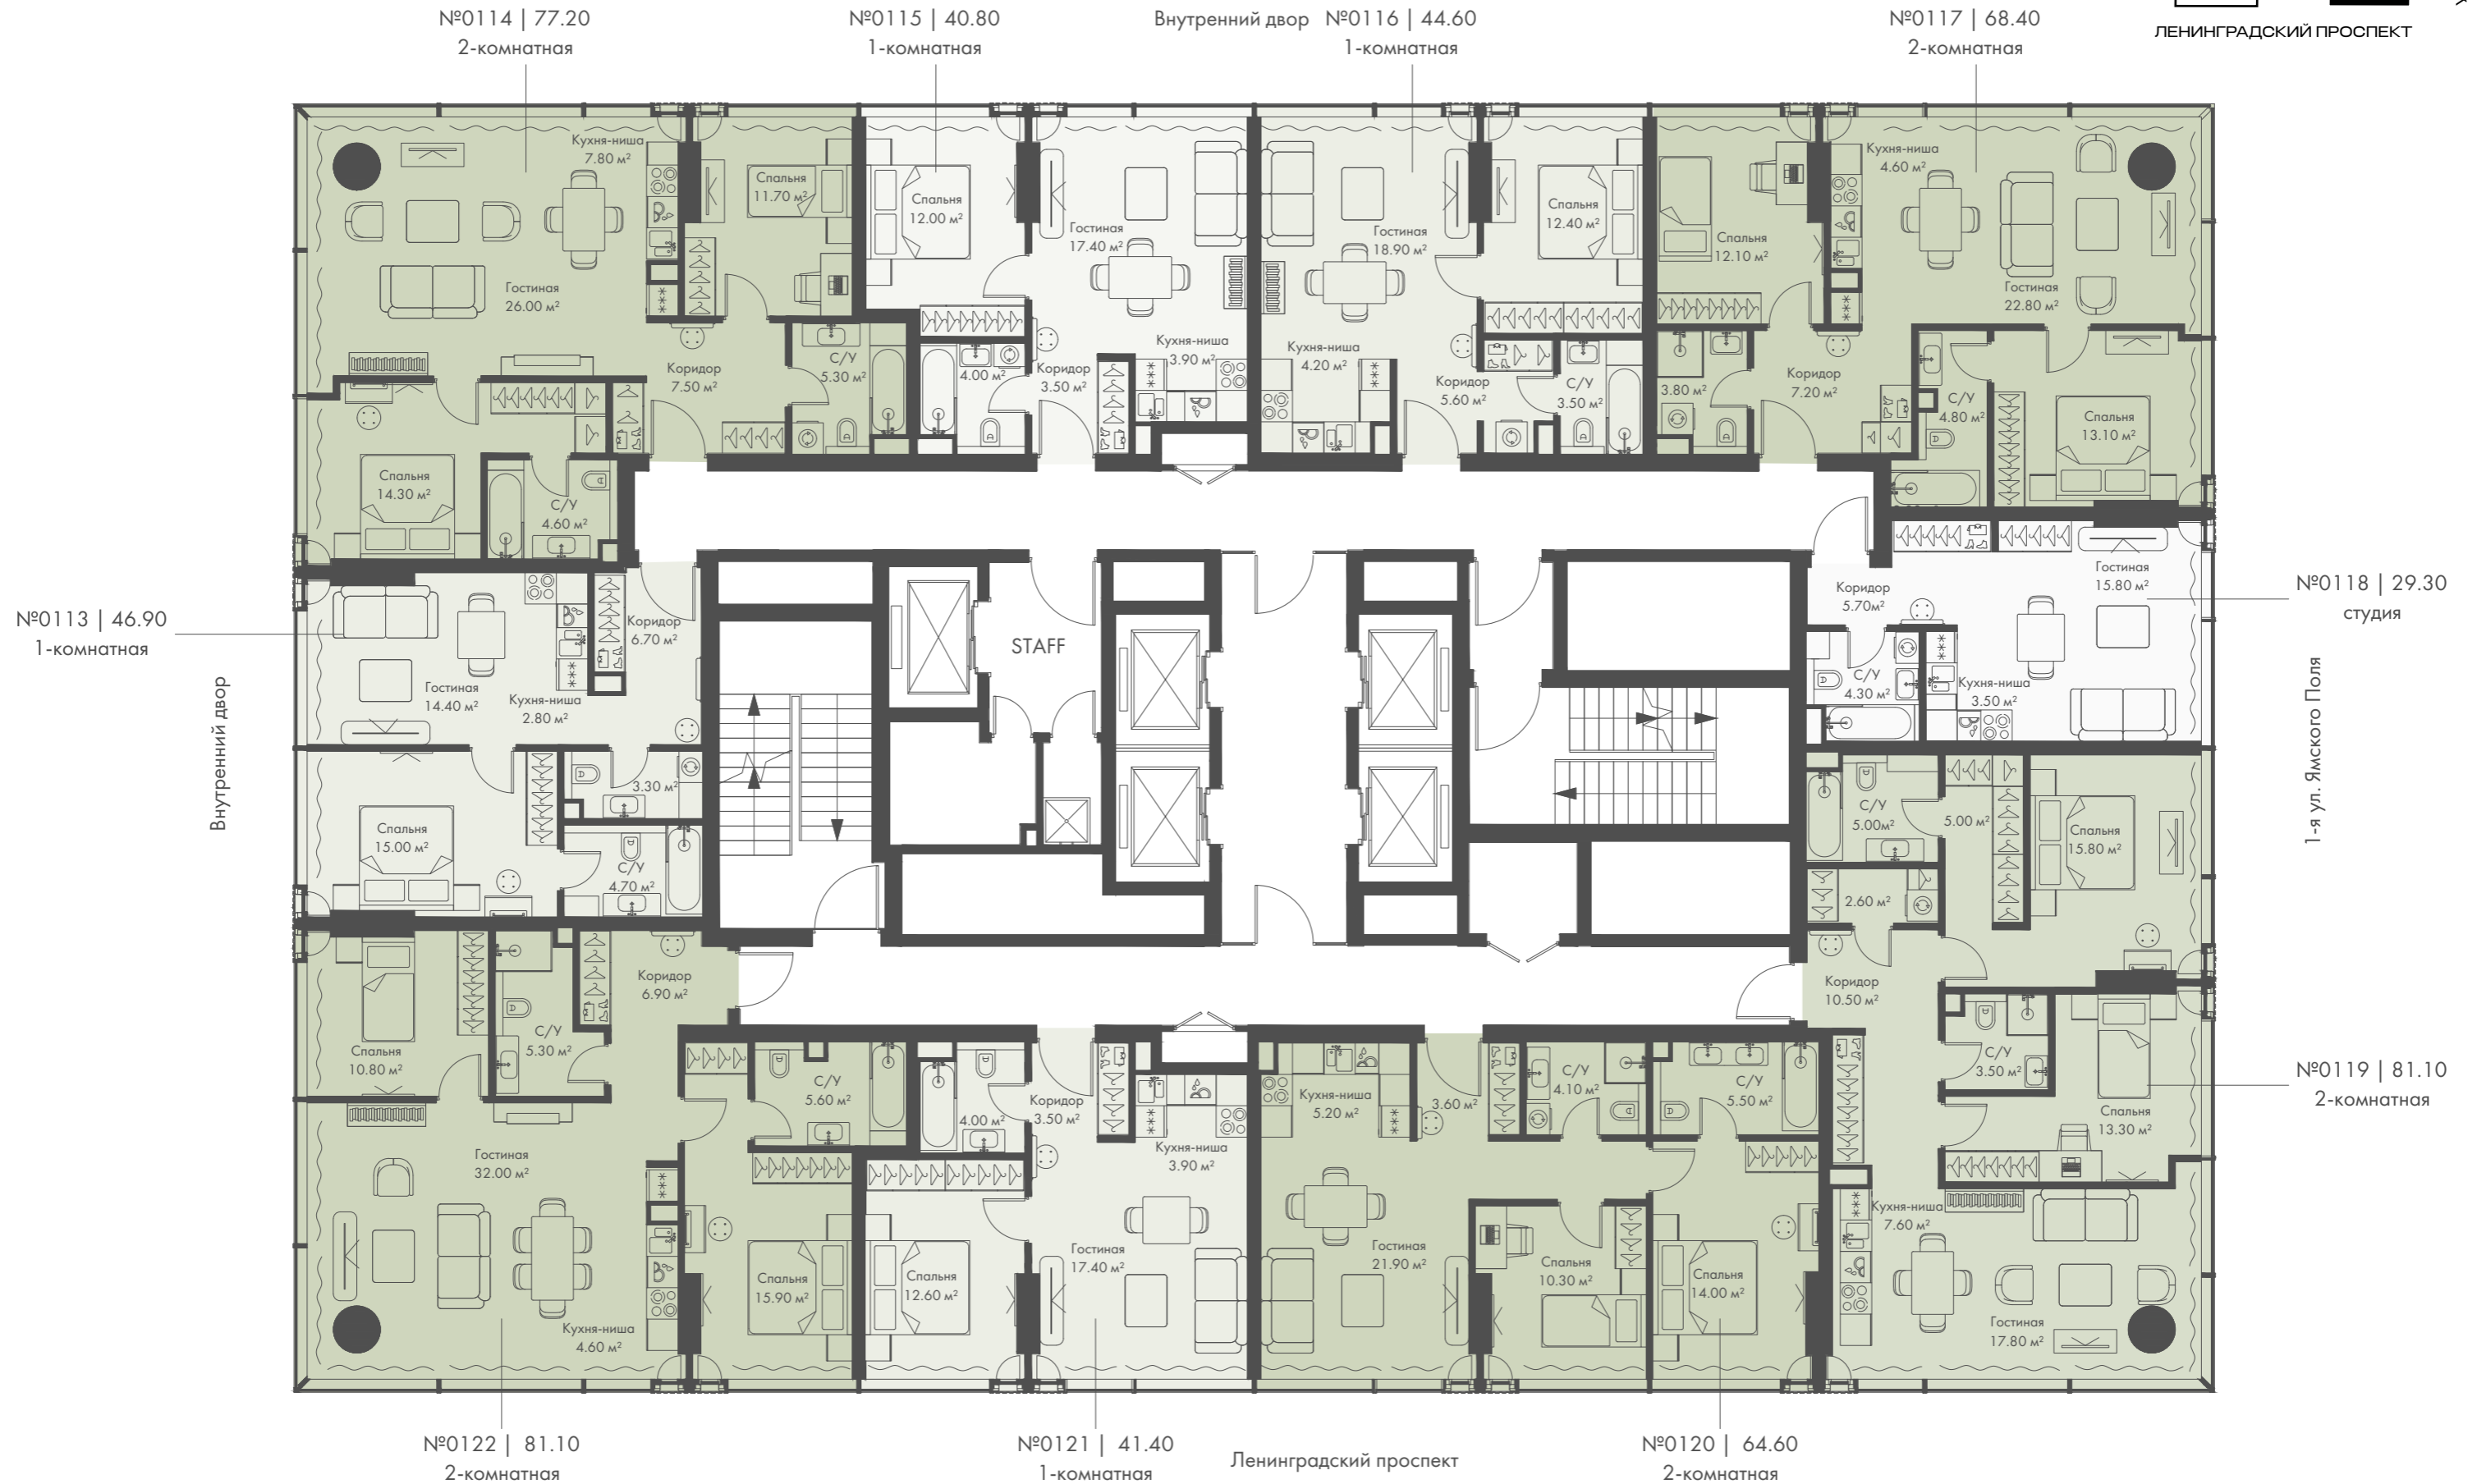 №0114 | 77.20
2-комнатная
№0115 | 40.80
1-комнатная
Внутренний двор
№0116 | 44.60
1-комнатная
№0117 | 68.40
2-комнатная
ЛЕНИНГРАДСКИЙ ПРОСПЕКТ
Кухня-ниша
7.80 м²
Гостиная
26.00 м²
Спальня
11.70 м²
Коридор
7.50 м²
С/У
5.30 м²
Спальня
14.30 м²
С/У
4.60 м²
Спальня
12.00 м²
Гостиная
17.40 м²
4.00 м²
Коридор
3.50 м²
Кухня-ниша
3.90 м²
Гостиная
18.90 м²
Спальня
12.40 м²
Кухня-ниша
4.20 м²
Коридор
5.60 м²
С/У
3.50 м²
Спальня
12.10 м²
Кухня-ниша
4.60 м²
Гостиная
22.80 м²
3.80 м²
Коридор
7.20 м²
С/У
4.80 м²
Спальня
13.10 м²
№0113 | 46.90
1-комнатная
Внутренний двор
Коридор
6.70 м²
Гостиная
14.40 м²
Кухня-ниша
2.80 м²
3.30 м²
Спальня
15.00 м²
С/У
4.70 м²
STAFF
Коридор
5.70м²
Гостиная
15.80 м²
С/У
4.30 м²
Кухня-ниша
3.50 м²
№0118 | 29.30
студия
1-я ул. Ямского Поля
С/У
5.00м²
5.00 м²
Спальня
15.80 м²
2.60 м²
Коридор
10.50 м²
С/У
3.50 м²
Спальня
13.30 м²
Кухня-ниша
7.60 м²
Гостиная
17.80 м²
№0119 | 81.10
2-комнатная
Коридор
6.90 м²
С/У
5.30 м²
Спальня
10.80 м²
Гостиная
32.00 м²
Кухня-ниша
4.60 м²
С/У
5.60 м²
Спальня
15.90 м²
4.00 м²
Коридор
3.50 м²
Кухня-ниша
3.90 м²
Гостиная
17.40 м²
Спальня
12.60 м²
Кухня-ниша
5.20 м²
3.60 м²
С/У
4.10 м²
С/У
5.50 м²
Гостиная
21.90 м²
Спальня
10.30 м²
Спальня
14.00 м²
№0122 | 81.10
2-комнатная
№0121 | 41.40
1-комнатная
Ленинградский проспект
№0120 | 64.60
2-комнатная